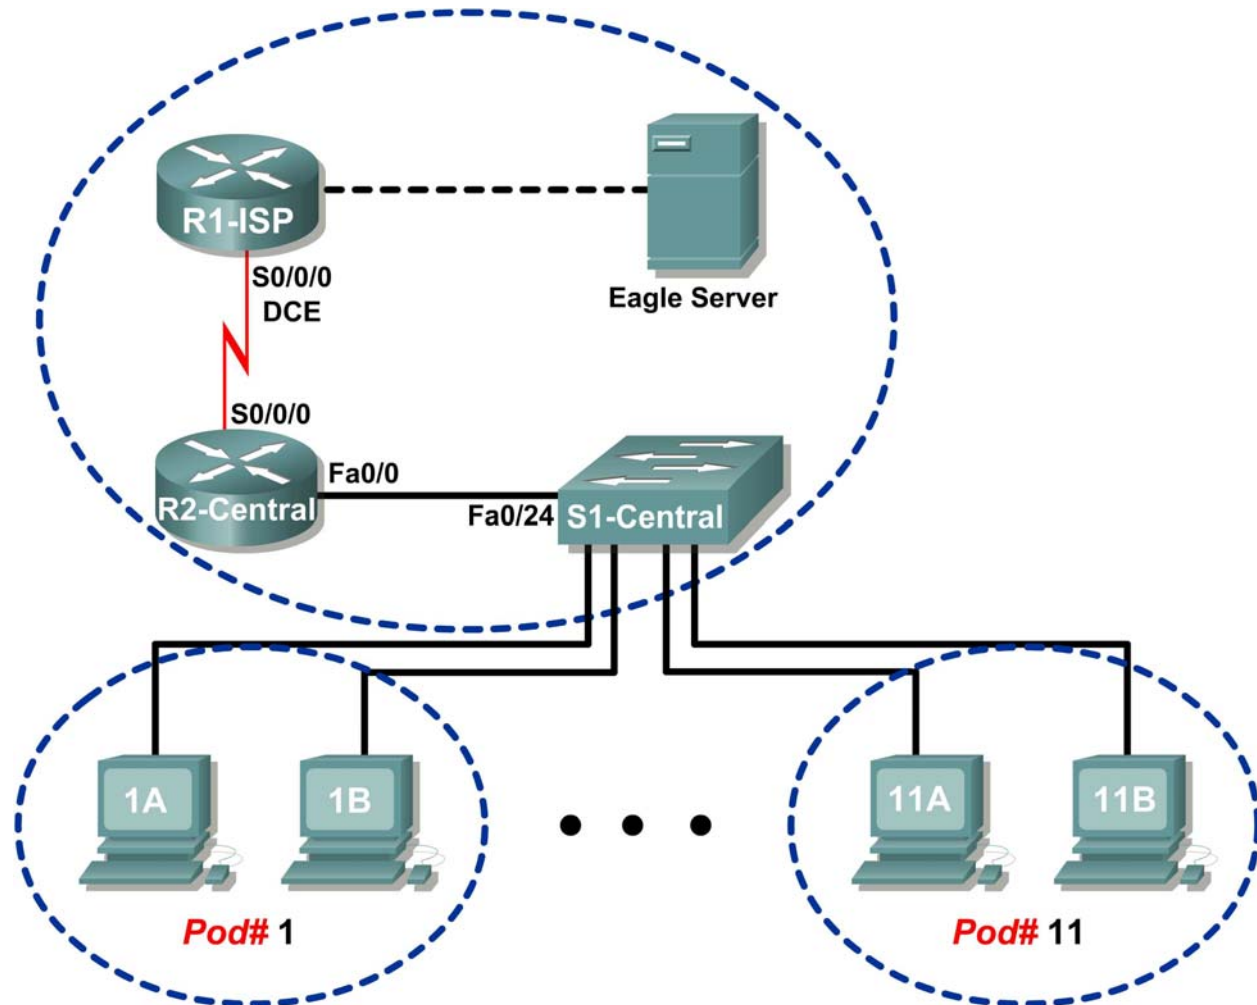 R1-ISP
S0/0/0
DCE
Eagle Server
S0/0/0
R2-Central
Fa0/0
Fa0/24
S1-Central
1A
1B
11A
11B
Pod# 1
Pod# 11